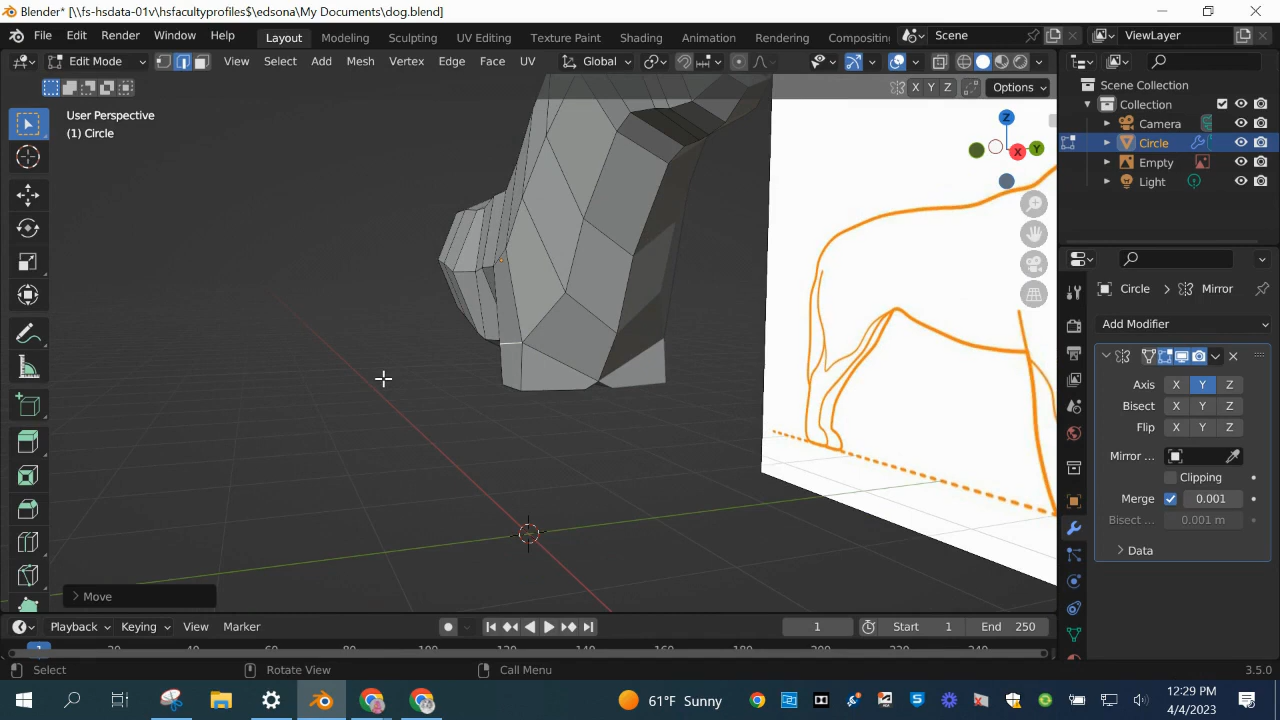 Blender* [\\fs-hsdata-01v\hsfacultyprofiles$\edsona\My Documents\dog.blend]
File Edit Render Window Help Layout Modeling Sculpting UV Editing Texture Paint Shading Animation Rendering Compositin Scene ViewLayer
Edit Mode View Select Add Mesh Vertex Edge Face UV Global
X Y Z Options
User Perspective
(1) Circle
Z
X
Y
Scene Collection
Collection
Camera
Circle
Empty
Light
Circle > Mirror
Add Modifier
Axis X Y Z
Bisect X Y Z
Flip X Y Z
Mirror ...
Clipping
Merge 0.001
Bisect ... 0.001 m
Data
Move
Playback Keying View Marker 1 Start 1 End 250
1
Select Rotate View Call Menu 3.5.0
61°F Sunny
12:29 PM
4/4/2023